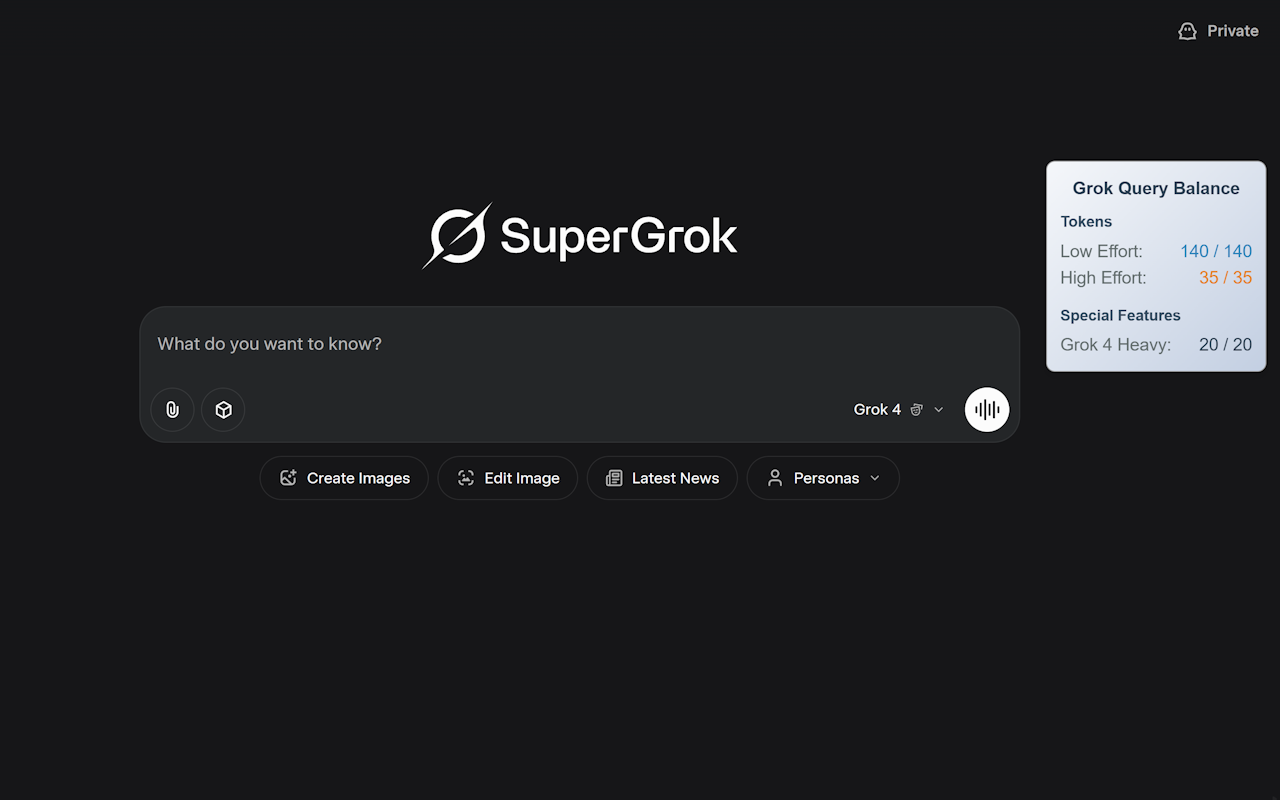 Private
SuperGrok
What do you want to know?
Grok 4
Create Images
Edit Image
Latest News
Personas
Grok Query Balance
Tokens
Low Effort: 140 / 140
High Effort: 35 / 35
Special Features
Grok 4 Heavy: 20 / 20